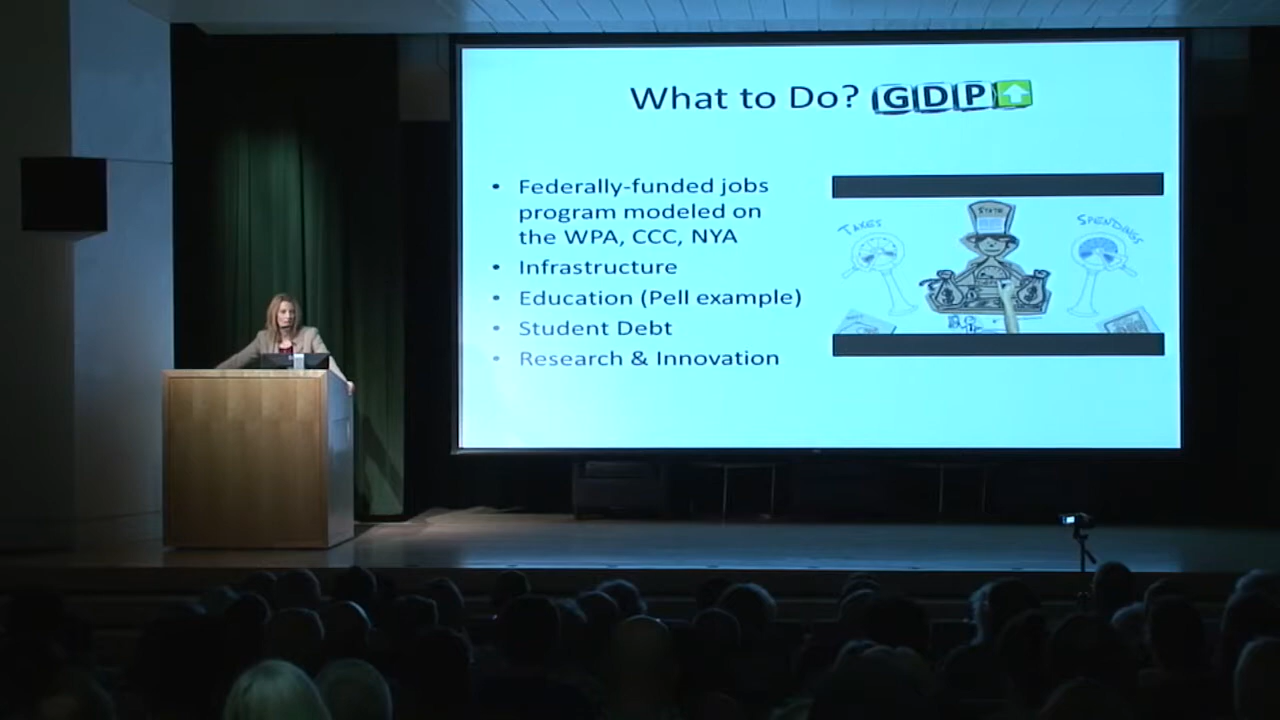 What to Do? GDP
• Federally-funded jobs
program modeled on
the WPA, CCC, NYA
• Infrastructure
• Education (Pell example)
• Student Debt
• Research & Innovation
STATE
TAXES
SPENDINGS